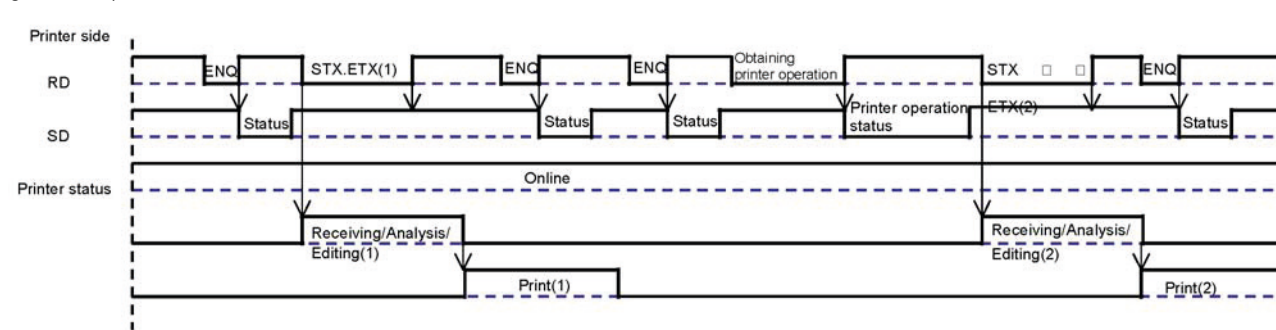 Printer side
RD
ENQ
STX.ETX(1)
ENQ
ENQ
Obtaining
printer operation
STX □ □
ENQ
SD
Status
Status
Status
Printer operation
status
ETX(2)
Status
Printer status
Online
Receiving/Analysis/
Editing(1)
Receiving/Analysis/
Editing(2)
Print(1)
Print(2)